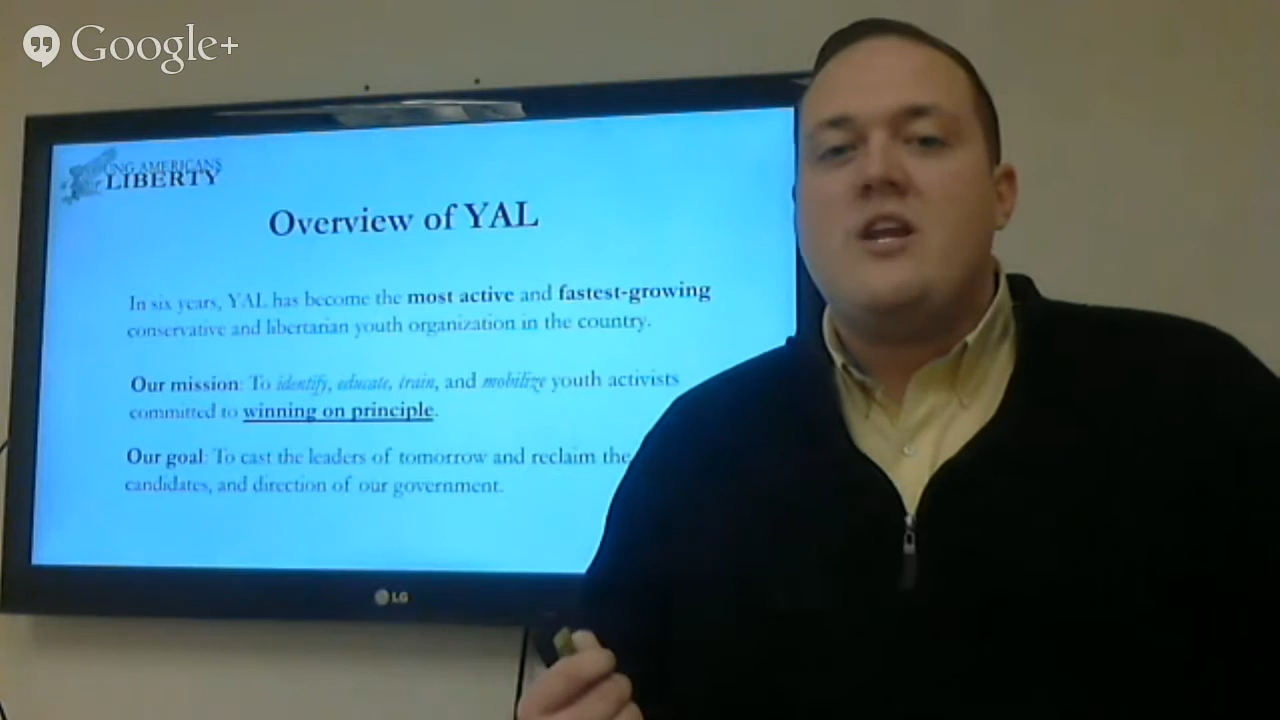 Google+
UNG AMERICANS
LIBERTY
Overview of YAL
In six years, YAL has become the most active and fastest-growing
conservative and libertarian youth organization in the country.
Our mission: To identify, educate, train, and mobilize youth activists
committed to winning on principle.
Our goal: To cast the leaders of tomorrow and reclaim the
candidates, and direction of our government.
LG